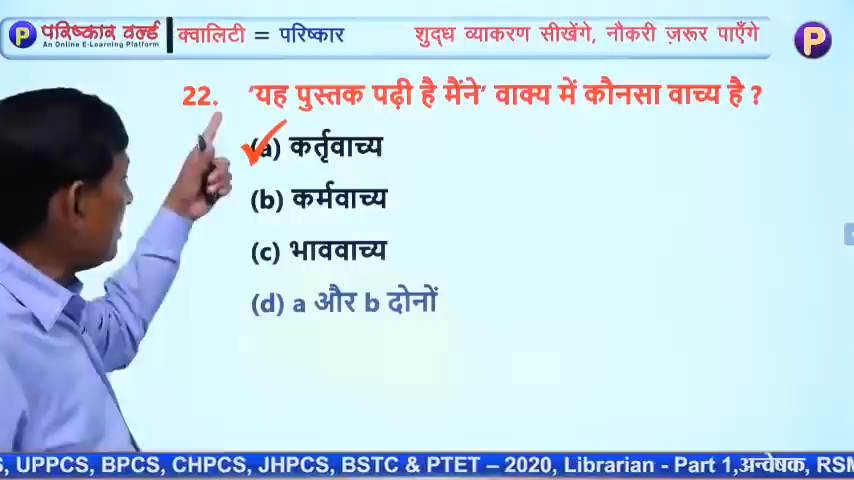 परिष्कार वर्ल्ड
An Online E-Learning Platform
क्वालिटी = परिष्कार
शुद्ध व्याकरण सीखेंगे, नौकरी ज़रूर पाएँगे
P
P
22. 'यह पुस्तक पढ़ी है मैंने' वाक्य में कौनसा वाच्य है ?
(a) कर्तृवाच्य
(b) कर्मवाच्य
(c) भाववाच्य
(d) a और b दोनों
S, UPPCS, BPCS, CHPCS, JHPCS, BSTC & PTET – 2020, Librarian - Part 1, अन्वेषक, RSM